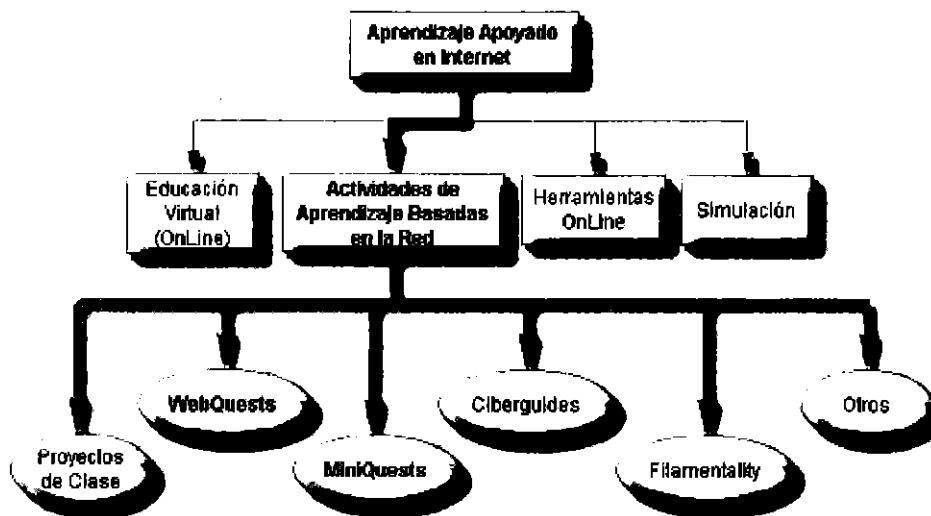 Aprendizaje Apoyado
en Internet
Educación
Virtual
(OnLine)
Actividades de
Aprendizaje Basadas
en la Red
Herramientas
OnLine
Simulación
WebQuests
Ciberguides
Otros
Proyectos
de Clase
MiniQuests
Filamentality